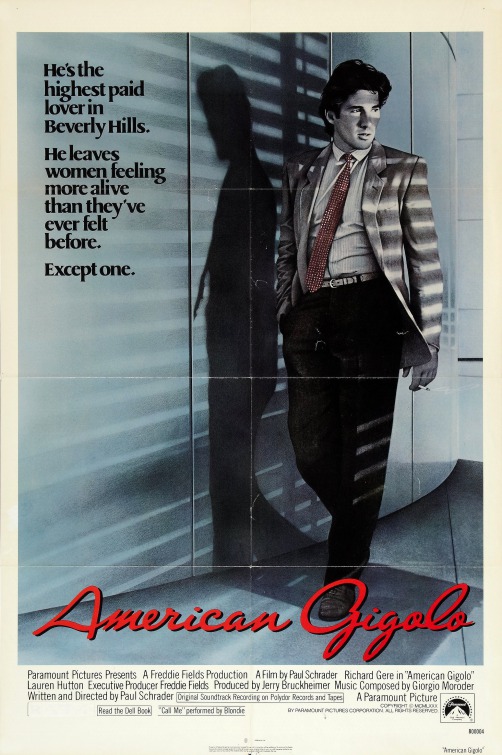 He's the
highest paid
lover in
Beverly Hills.
He leaves
women feeling
more alive
than they've
ever felt
before.
Except one.
American Gigolo
Paramount Pictures Presents A Freddie Fields Production A Film by Paul Schrader Richard Gere in "American Gigolo"
Lauren Hutton Executive Producer Freddie Fields Produced by Jerry Bruckheimer Music Composed by Giorgio Moroder
Written and Directed by Paul Schrader Original Soundtrack Recording on Polydor Records and Tapes A Paramount Picture
Read the Dell Book "Call Me" performed by Blondie
COPYRIGHT © MCMLXXX
BY PARAMOUNT PICTURES CORPORATION. ALL RIGHTS RESERVED.
Paramount
800004
"American Gigolo"